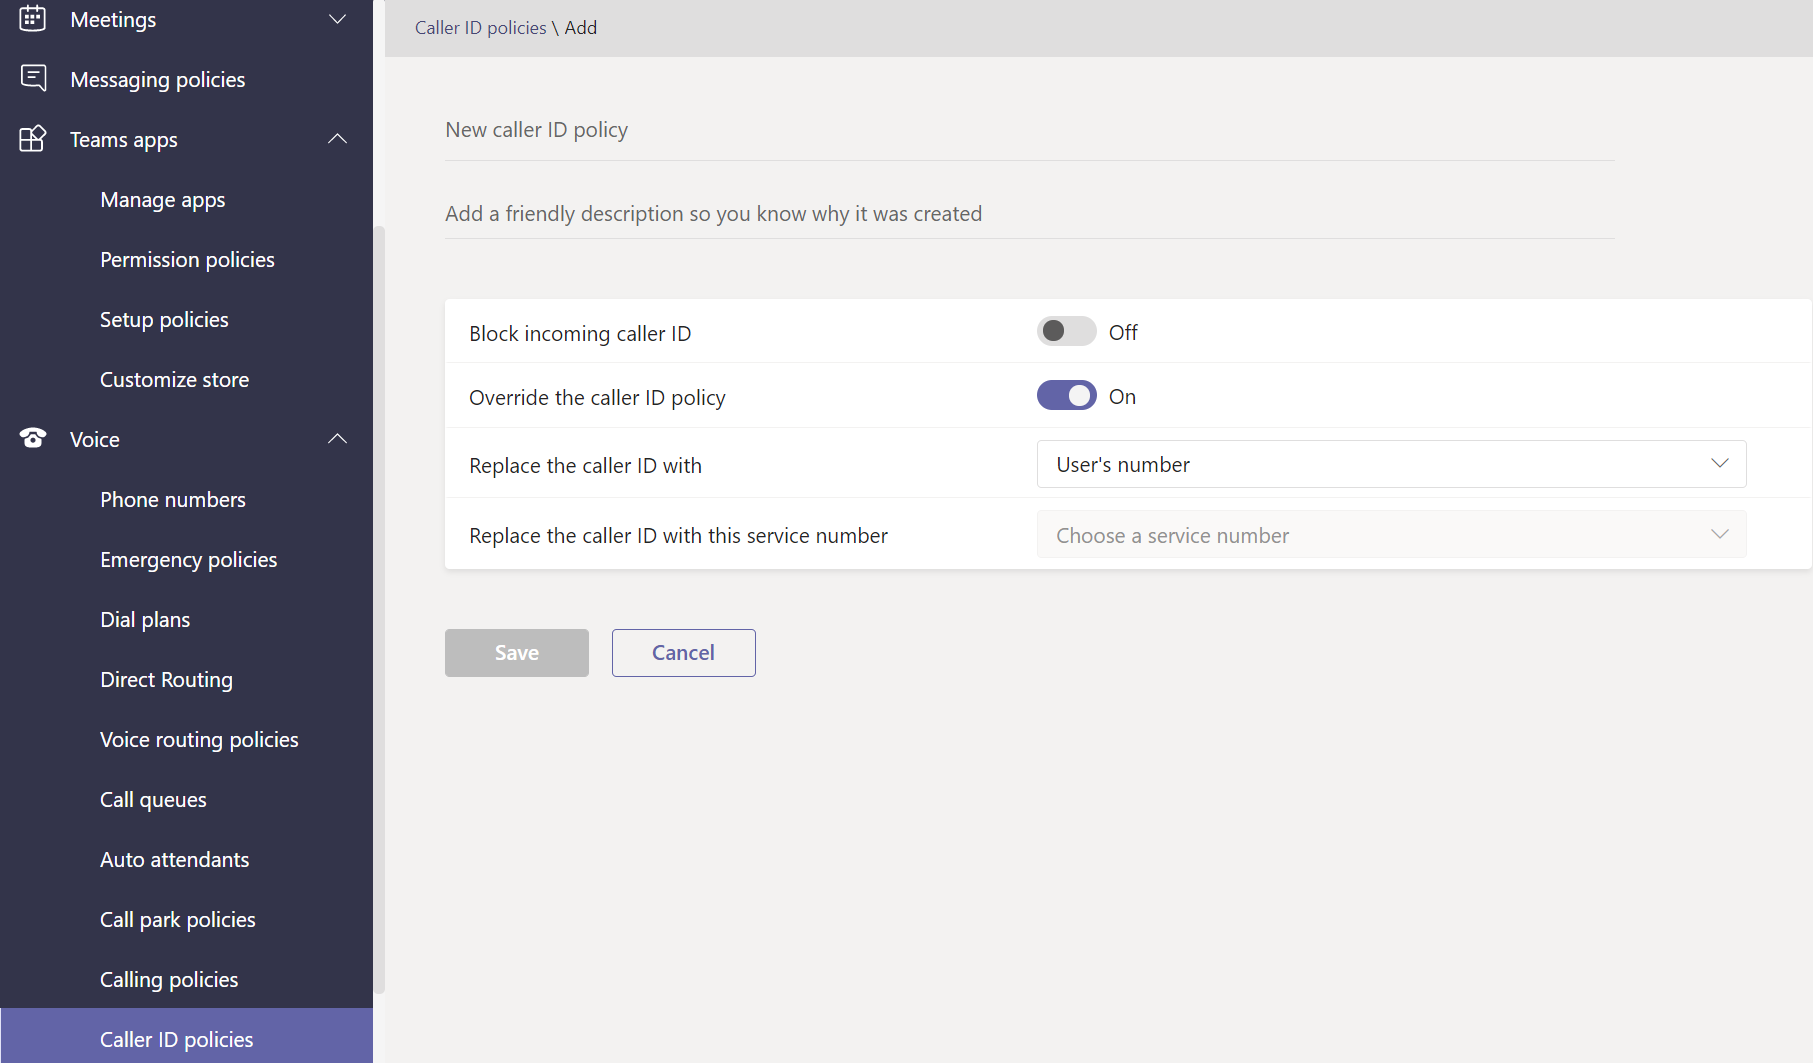 Meetings
Messaging policies
Teams apps
Manage apps
Permission policies
Setup policies
Customize store
Voice
Phone numbers
Emergency policies
Dial plans
Direct Routing
Voice routing policies
Call queues
Auto attendants
Call park policies
Calling policies
Caller ID policies
Caller ID policies \ Add
New caller ID policy
Add a friendly description so you know why it was created
Block incoming caller ID Off
Override the caller ID policy On
Replace the caller ID with User's number
Replace the caller ID with this service number Choose a service number
Save Cancel